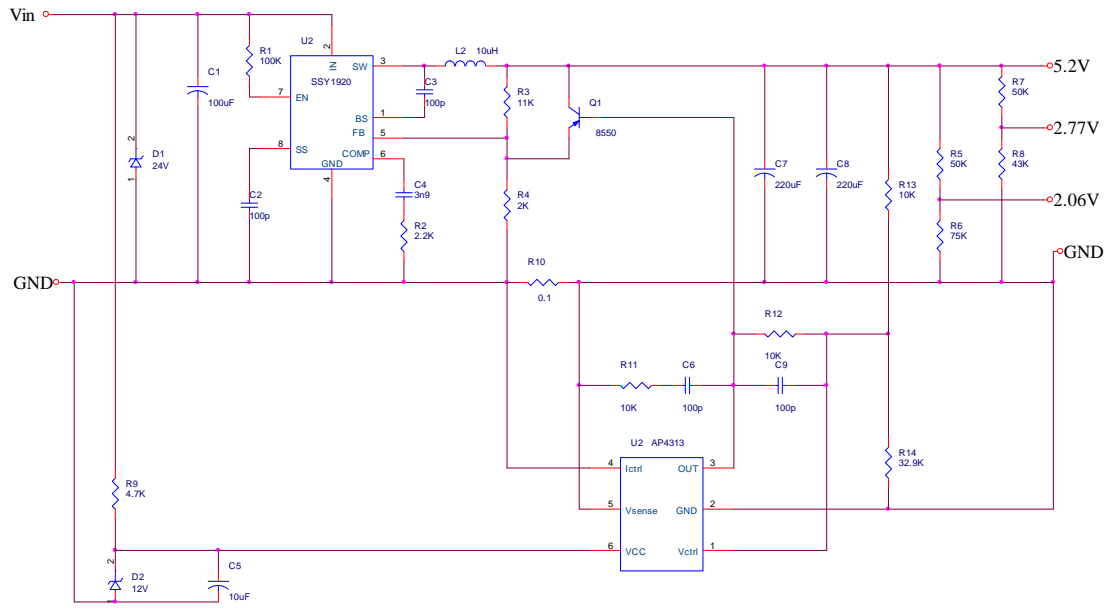 Vin
U2
R1
100K
2
IN
SW
3
L2 10uH
5.2V
SSY1920
C1
100uF
7
EN
C3
100p
R3
11K
Q1
8550
R7
50K
BS
1
FB
5
2.77V
2
D1
24V
1
8
SS
COMP
6
GND
4
C7
220uF
C8
220uF
R5
50K
R8
43K
C2
100p
C4
3n9
R4
2K
R13
10K
2.06V
R2
2.2K
R6
75K
GND
R10
0.1
GND
R12
10K
R11
10K
C6
100p
C9
100p
U2 AP4313
4
Ictrl
OUT
3
R14
32.9K
R9
4.7K
5
Vsense
GND
2
6
VCC
Vctrl
1
2
D2
12V
1
C5
10uF